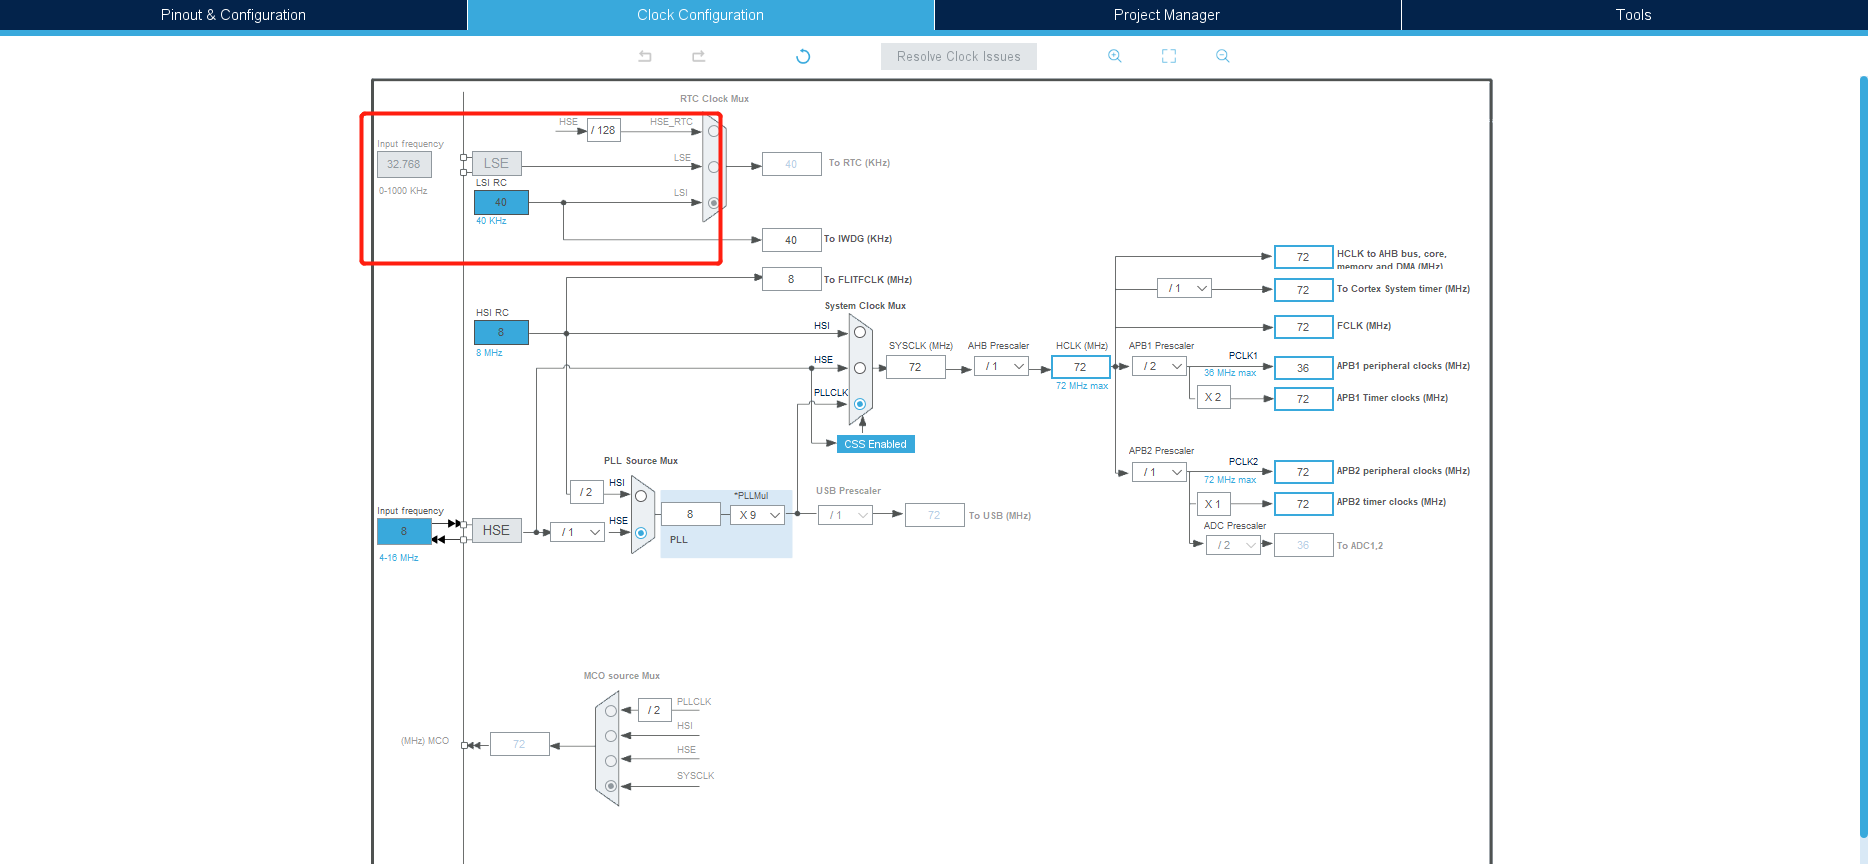 Pinout & Configuration
Clock Configuration
Project Manager
Tools
Resolve Clock Issues
RTC Clock Mux
HSE
/ 128
HSE_RTC
Input frequency
32.768
0-1000 KHz
LSE
LSE
40
To RTC (KHz)
LSI RC
40
40 KHz
LSI
40
To IWDG (KHz)
8
To FLITFCLK (MHz)
HSI RC
8
8 MHz
System Clock Mux
HSI
HSE
PLLCLK
CSS Enabled
SYSCLK (MHz)
72
AHB Prescaler
/ 1
HCLK (MHz)
72
72 MHz max
72
HCLK to AHB bus, core,
memory and DMA (MHz)
/ 1
72
To Cortex System timer (MHz)
72
FCLK (MHz)
APB1 Prescaler
/ 2
PCLK1
36 MHz max
36
APB1 peripheral clocks (MHz)
X 2
72
APB1 Timer clocks (MHz)
APB2 Prescaler
/ 1
PCLK2
72 MHz max
72
APB2 peripheral clocks (MHz)
X 1
72
APB2 timer clocks (MHz)
ADC Prescaler
/ 2
36
To ADC1,2
PLL Source Mux
/ 2
HSI
HSE
Input frequency
8
4-16 MHz
HSE
/ 1
8
*PLLMul
X 9
PLL
USB Prescaler
/ 1
72
To USB (MHz)
MCO source Mux
/ 2
PLLCLK
HSI
HSE
SYSCLK
(MHz) MCO
72